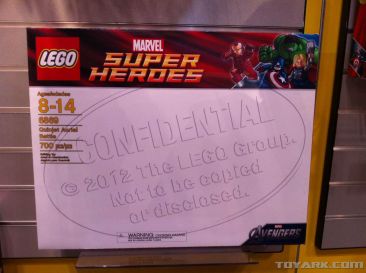 LEGO
MARVEL
SUPER
HEROES
Ages/edades
8-14
6869
Quinjet Aerial
Battle
700 pcs/pzs
CONFIDENTIAL
© 2012 The LEGO Group.
Not to be copied
or disclosed.
WARNING:
MARVEL
AVENGERS
TOYARK.COM